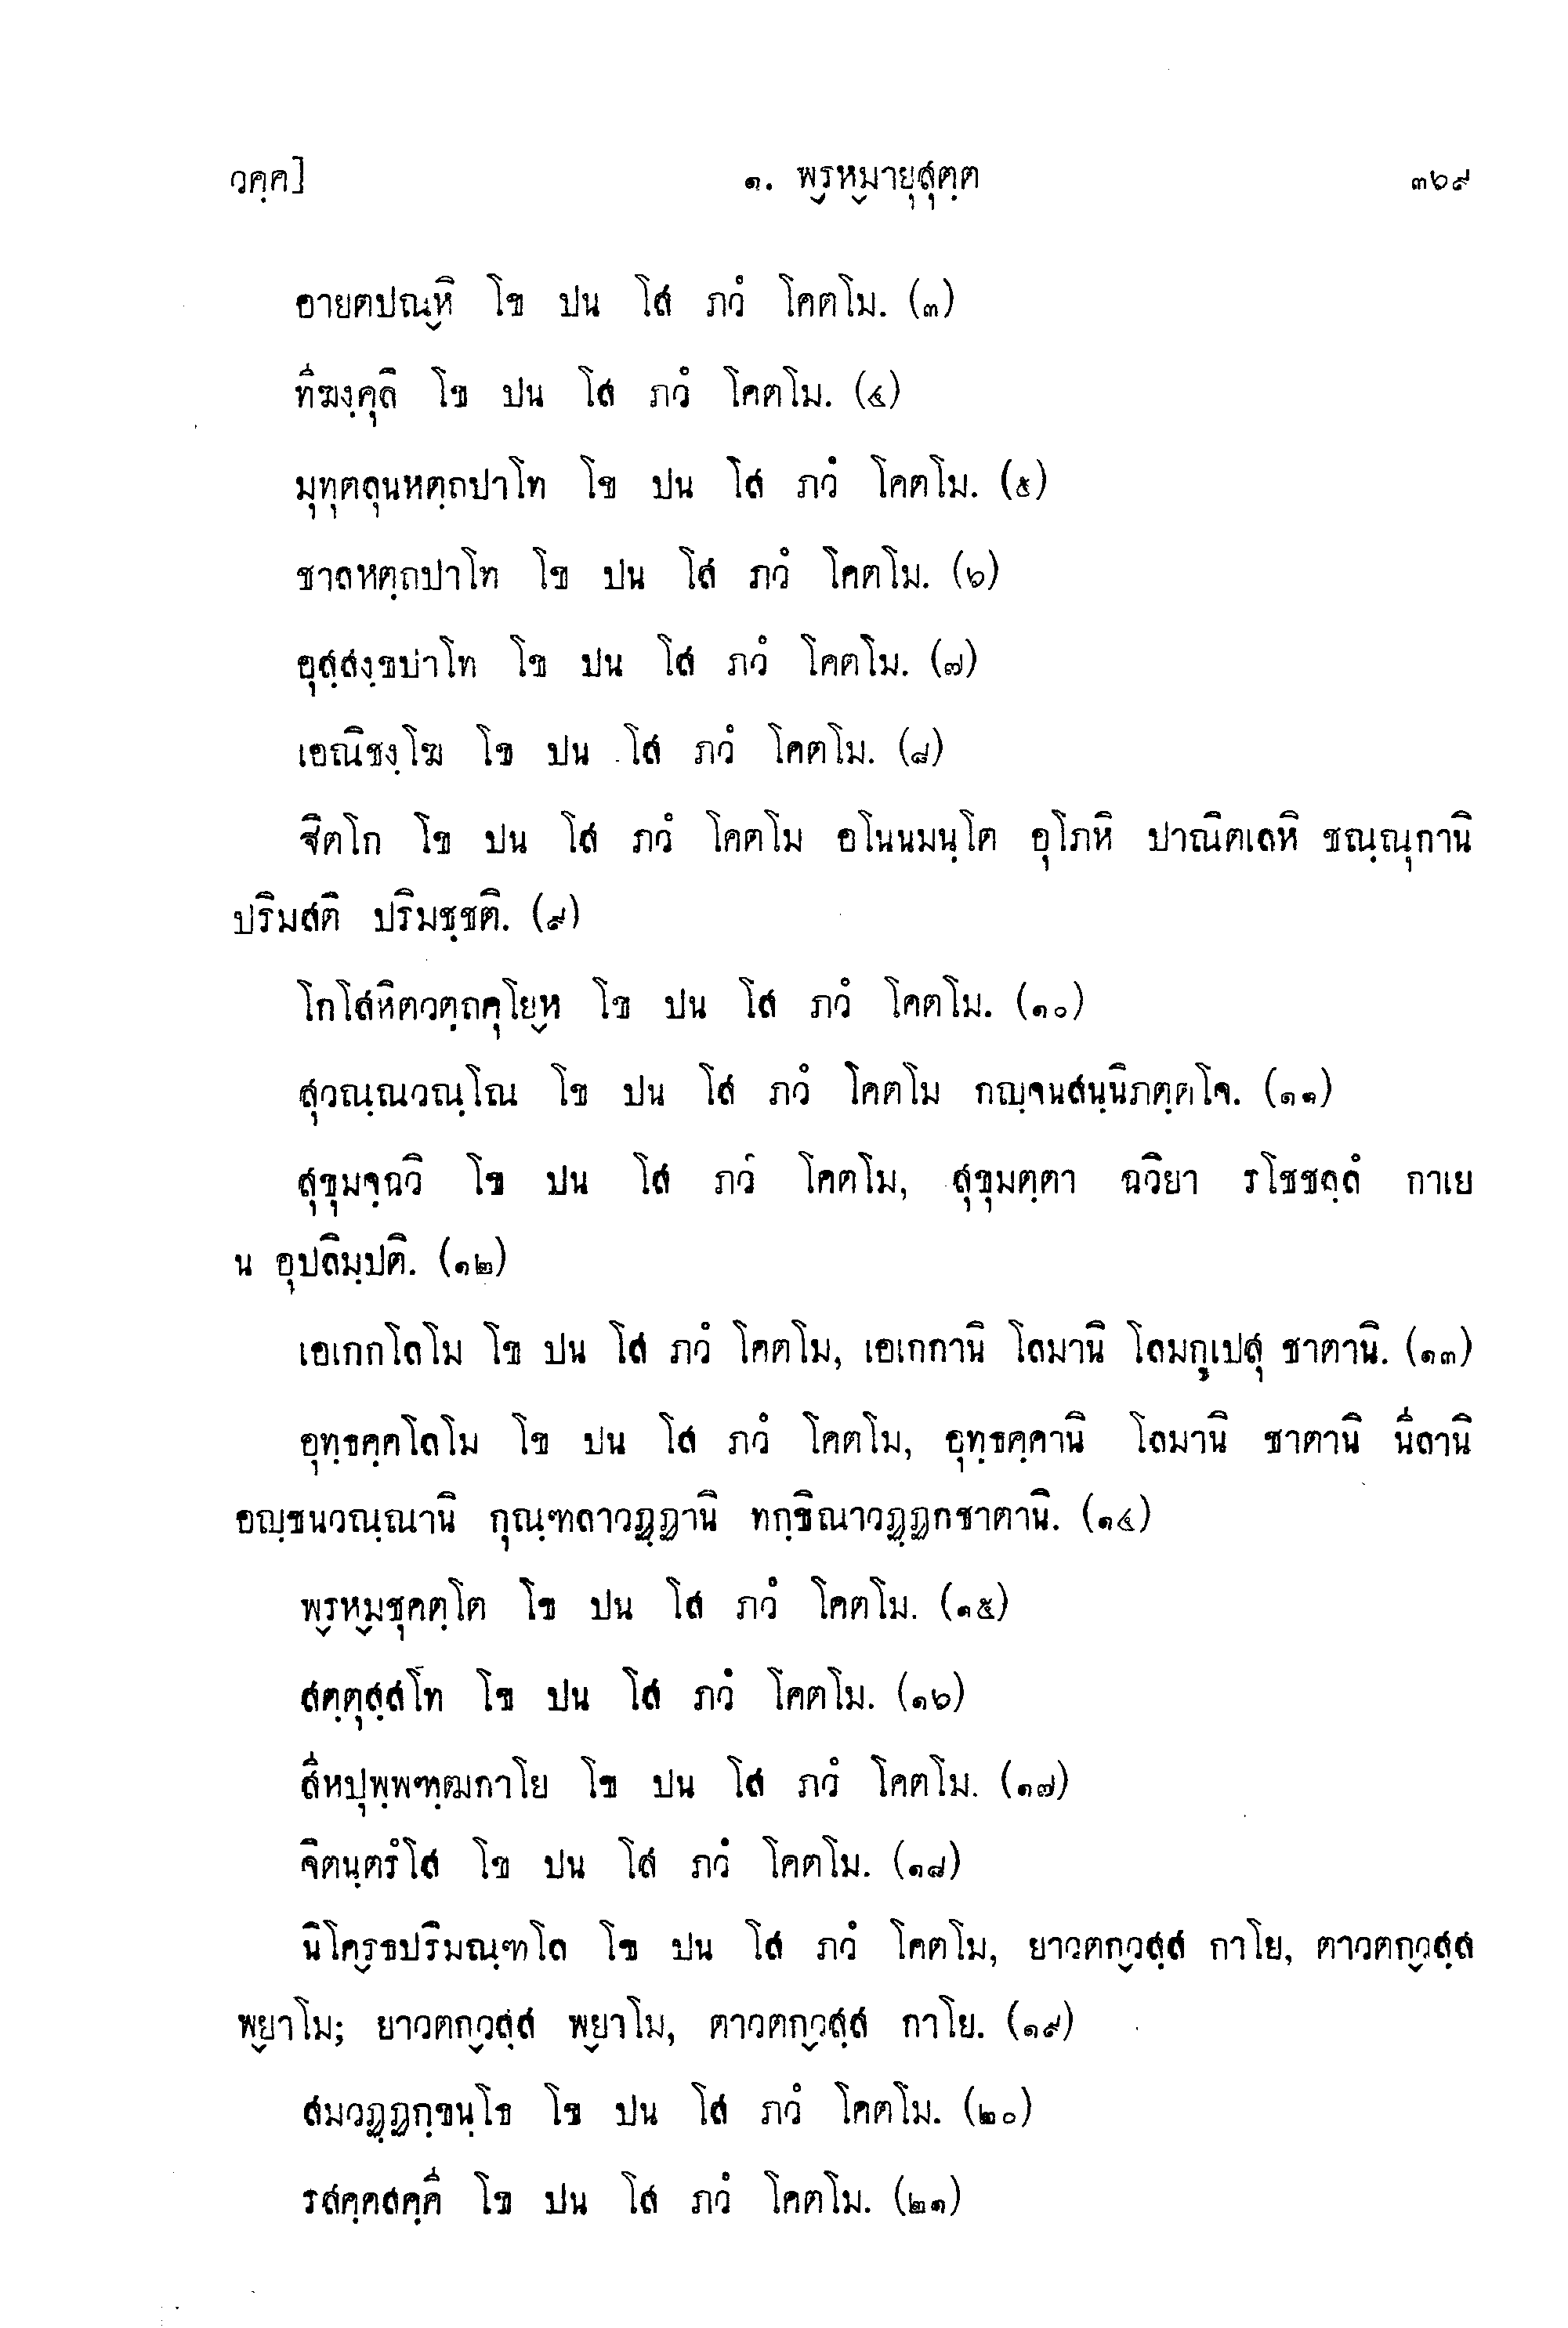 วคฺค] ๑. พฺรหฺมายุสุตฺต ๓๖๙
อายตปณฺหิ โข ปน โส ภวํ โคตโม. (๓)
ทีฆงฺคุลิ โข ปน โส ภวํ โคตโม. (๔)
มุทุตลุนหตฺถปาโท โข ปน โส ภวํ โคตโม. (๕)
ชาลหตฺถปาโท โข ปน โส ภวํ โคตโม. (๖)
อุสฺสงฺขปาโท โข ปน โส ภวํ โคตโม. (๗)
เอณิชงฺโฆ โข ปน โส ภวํ โคตโม. (๘)
ฐิตโก โข ปน โส ภวํ โคตโม อโนนมนฺโต อุโภหิ ปาณิตเลหิ ชณฺณุกานิ
ปริมสติ ปริมชฺชติ. (๙)
โกโสหิตวตฺถคุโยฺห โข ปน โส ภวํ โคตโม. (๑๐)
สุวณฺณวณฺโณ โข ปน โส ภวํ โคตโม กญฺจนสนฺนิภตฺตโจ. (๑๑)
สุขุมจฺฉวิ โข ปน โส ภวํ โคตโม, สุขุมตฺตา ฉวิยา รโชชลฺลํ กาเย
น อุปลิมฺปติ. (๑๒)
เอเกกโลโม โข ปน โส ภวํ โคตโม, เอเกกานิ โลมานิ โลมกูเปสุ ชาตานิ. (๑๓)
อุทฺธคฺคโลโม โข ปน โส ภวํ โคตโม, อุทฺธคฺคานิ โลมานิ ชาตานิ นีลานิ
อญฺชนวณฺณานิ กุณฺฑลาวฏฺฏานิ ทกฺขิณาวฏฺฏกชาตานิ. (๑๔)
พฺรหฺมุชุคตฺโต โข ปน โส ภวํ โคตโม. (๑๕)
สตฺตุสฺสโท โข ปน โส ภวํ โคตโม. (๑๖)
สีหปุพฺพฑฺฒกาโย โข ปน โส ภวํ โคตโม. (๑๗)
จิตนฺตรํโส โข ปน โส ภวํ โคตโม. (๑๘)
นิโคฺรธปริมณฺฑโล โข ปน โส ภวํ โคตโม, ยาวตกฺวสฺส กาโย, ตาวตกฺวสฺส
พฺยาโม; ยาวตกฺวสฺส พฺยาโม, ตาวตกฺวสฺส กาโย. (๑๙)
สมวฏฺฏกฺขนฺโธ โข ปน โส ภวํ โคตโม. (๒๐)
รสคฺคสคฺคี โข ปน โส ภวํ โคตโม. (๒๑)